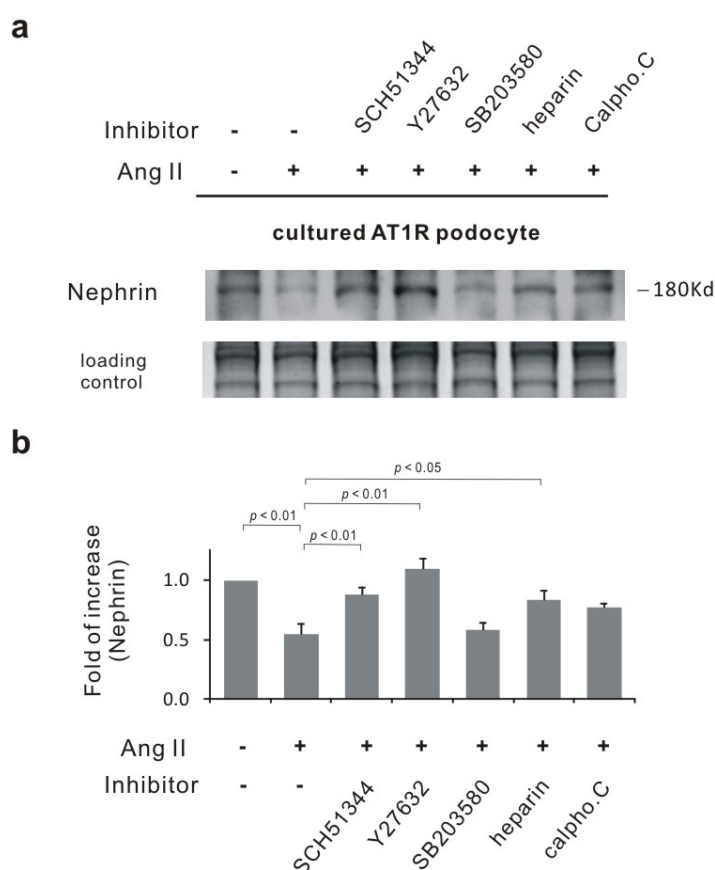 a
SCH51344 Y27632 SB203580 heparin Calpho.C
Inhibitor - -
Ang II - + + + + + +
cultured AT1R podocyte
Nephrin –180Kd
loading
control
b
p < 0.05
p < 0.01
p < 0.01
p < 0.01
Fold of increase
(Nephrin)
1.0
0.5
0.0
Ang II - + + + + + +
Inhibitor - - SCH51344 Y27632 SB203580 heparin calpho.C